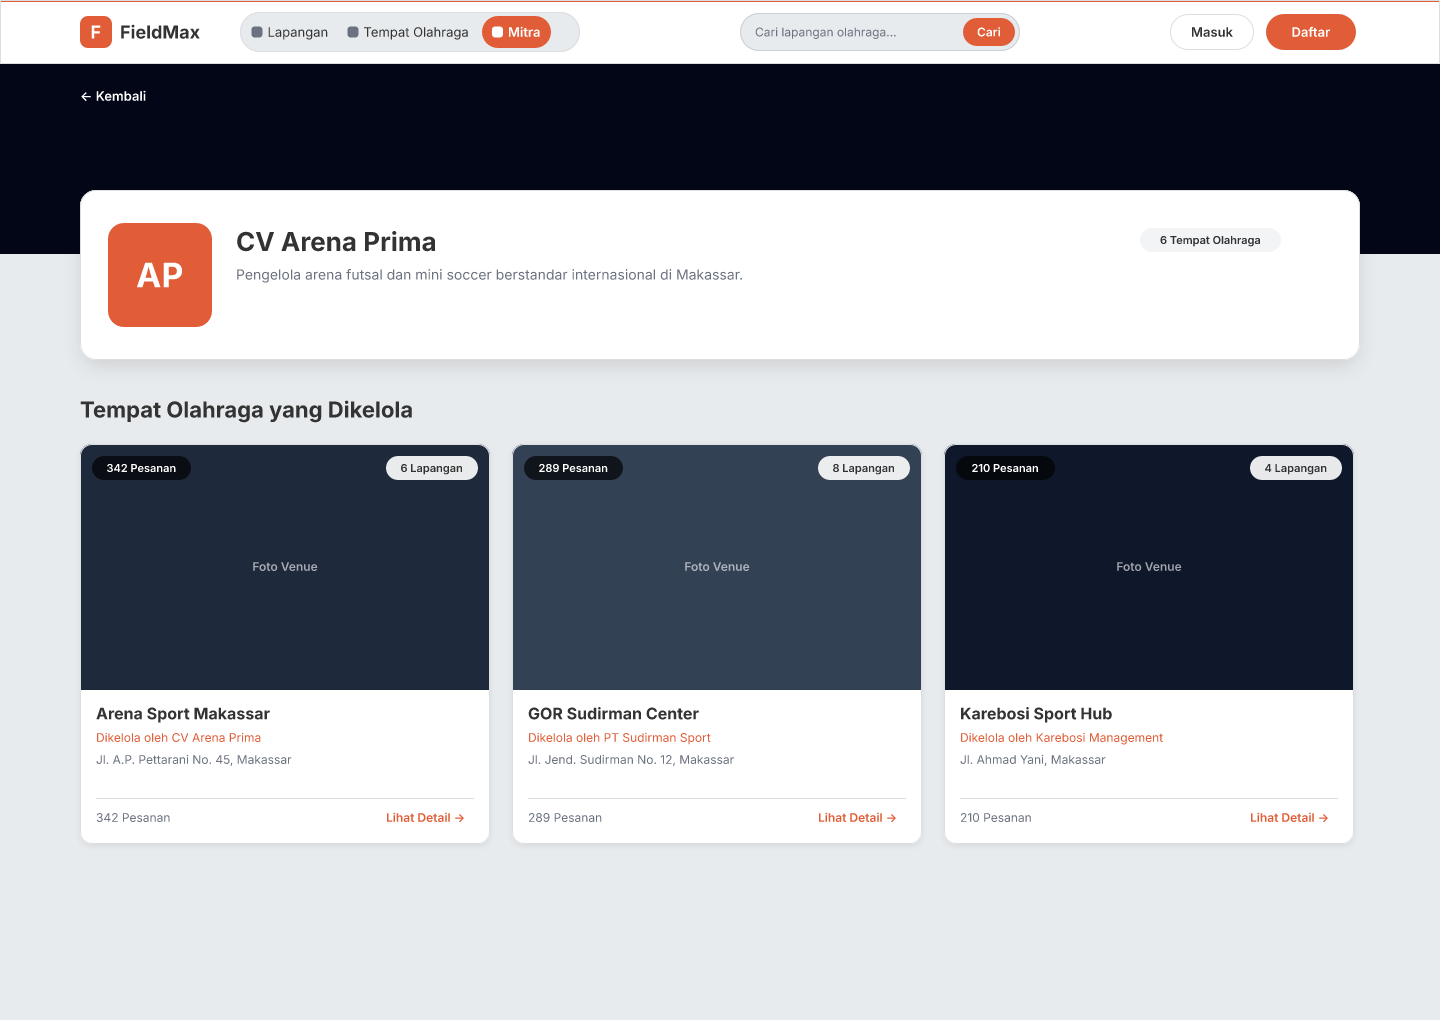 F FieldMax
Lapangan Tempat Olahraga Mitra
Cari lapangan olahraga... Cari
Masuk Daftar
← Kembali
AP
CV Arena Prima
6 Tempat Olahraga
Pengelola arena futsal dan mini soccer berstandar internasional di Makassar.
Tempat Olahraga yang Dikelola
342 Pesanan 6 Lapangan
Foto Venue
Arena Sport Makassar
Dikelola oleh CV Arena Prima
Jl. A.P. Pettarani No. 45, Makassar
342 Pesanan Lihat Detail →
289 Pesanan 8 Lapangan
Foto Venue
GOR Sudirman Center
Dikelola oleh PT Sudirman Sport
Jl. Jend. Sudirman No. 12, Makassar
289 Pesanan Lihat Detail →
210 Pesanan 4 Lapangan
Foto Venue
Karebosi Sport Hub
Dikelola oleh Karebosi Management
Jl. Ahmad Yani, Makassar
210 Pesanan Lihat Detail →